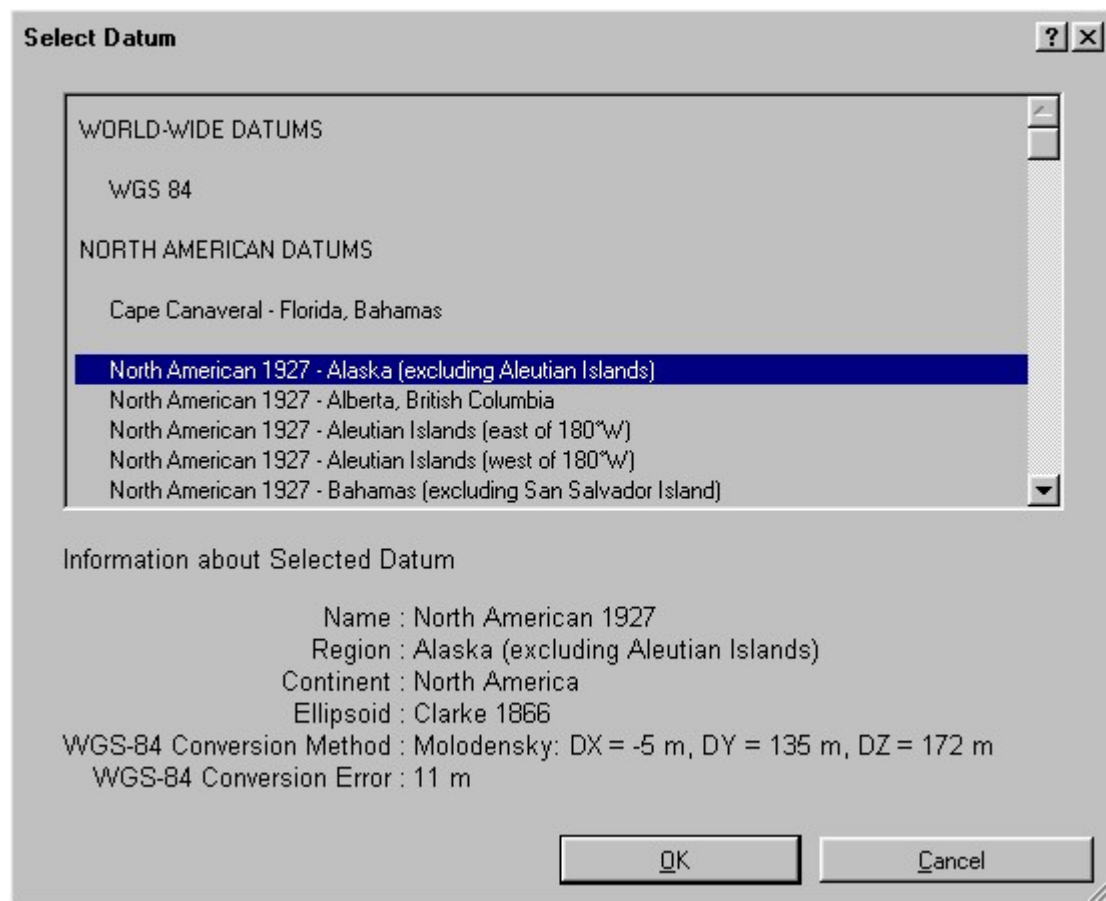 Select Datum
WORLD-WIDE DATUMS
WGS 84
NORTH AMERICAN DATUMS
Cape Canaveral - Florida, Bahamas
North American 1927 - Alaska (excluding Aleutian Islands)
North American 1927 - Alberta, British Columbia
North American 1927 - Aleutian Islands (east of 180°W)
North American 1927 - Aleutian Islands (west of 180°W)
North American 1927 - Bahamas (excluding San Salvador Island)
Information about Selected Datum
Name : North American 1927
Region : Alaska (excluding Aleutian Islands)
Continent : North America
Ellipsoid : Clarke 1866
WGS-84 Conversion Method : Molodensky: DX = -5 m, DY = 135 m, DZ = 172 m
WGS-84 Conversion Error : 11 m
OK Cancel